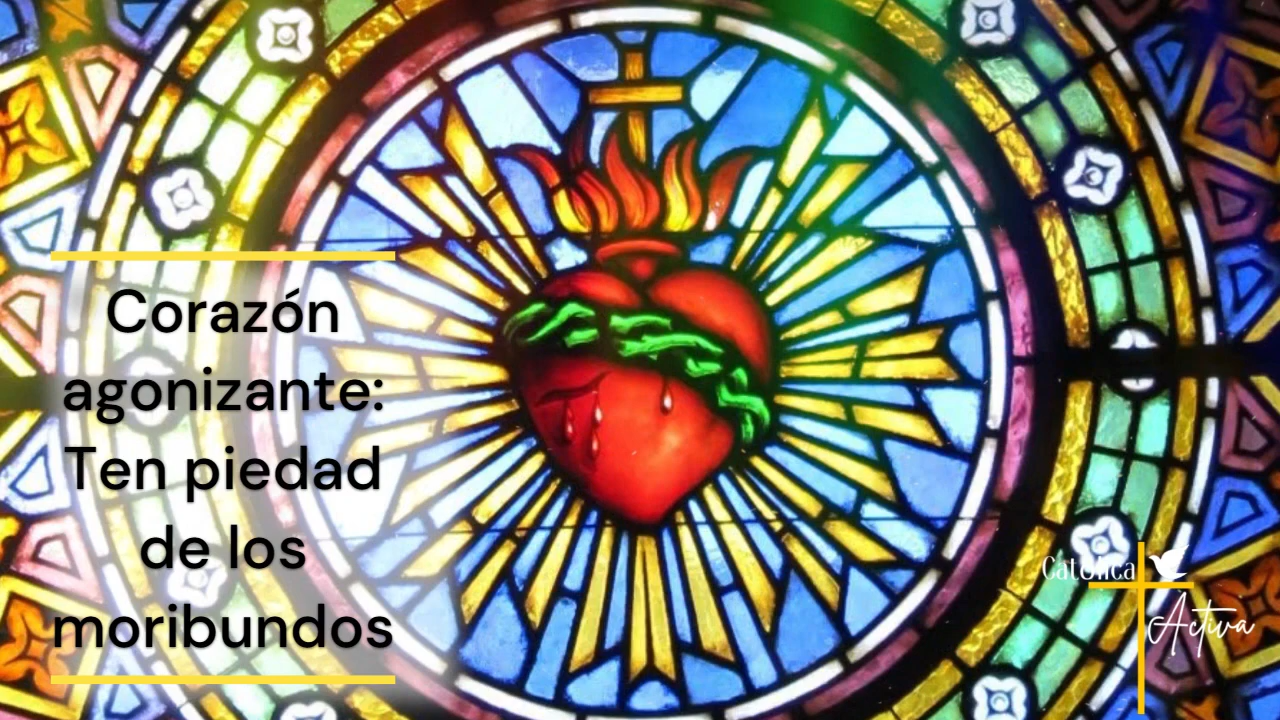 Corazón
agonizante:
Ten piedad
de los
moribundos
Católica
Activa